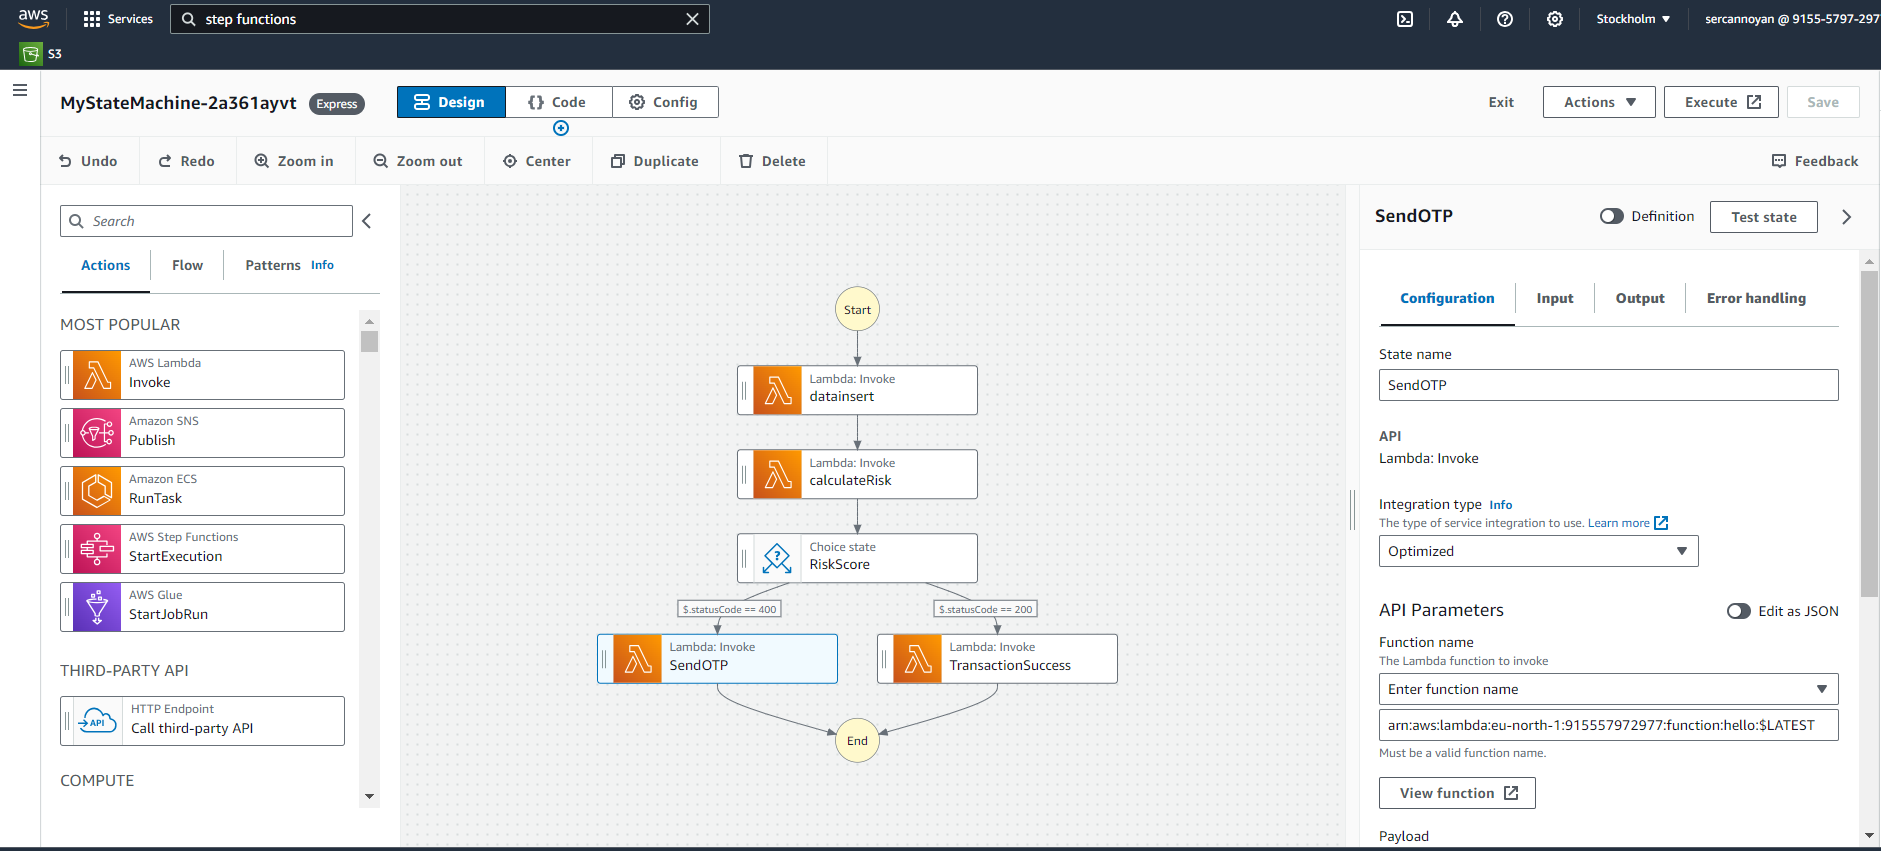 aws
Services
step functions
Stockholm
sercannoyan @ 9155-5797-297
S3
MyStateMachine-2a361ayvt
Express
Design
Code
Config
Exit
Actions
Execute
Save
Undo
Redo
Zoom in
Zoom out
Center
Duplicate
Delete
Feedback
Search
Actions
Flow
Patterns
Info
MOST POPULAR
AWS Lambda
Invoke
Amazon SNS
Publish
Amazon ECS
RunTask
AWS Step Functions
StartExecution
AWS Glue
StartJobRun
THIRD-PARTY API
API
HTTP Endpoint
Call third-party API
COMPUTE
Start
Lambda: Invoke
datainsert
Lambda: Invoke
calculateRisk
Choice state
RiskScore
$.statusCode == 400
$.statusCode == 200
Lambda: Invoke
SendOTP
Lambda: Invoke
TransactionSuccess
End
SendOTP
Definition
Test state
Configuration
Input
Output
Error handling
State name
SendOTP
API
Lambda: Invoke
Integration type Info
The type of service integration to use. Learn more
Optimized
API Parameters
Edit as JSON
Function name
The Lambda function to invoke
Enter function name
arn:aws:lambda:eu-north-1:915557972977:function:hello:$LATEST
Must be a valid function name.
View function
Payload